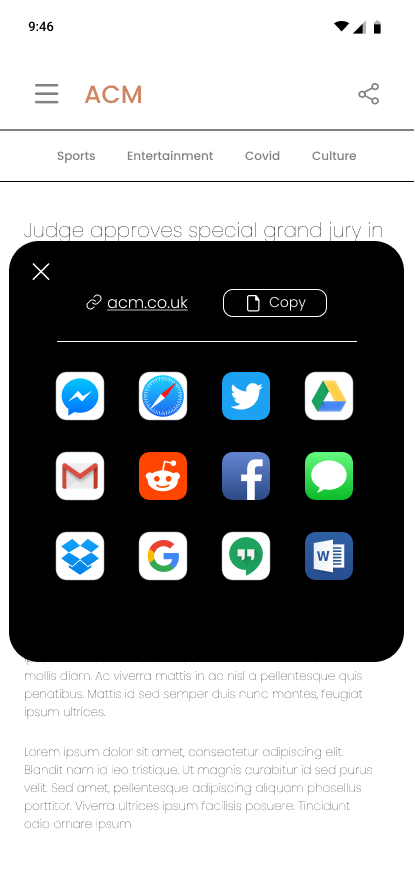 9:46
ACM
Sports Entertainment Covid Culture
Judge approves special grand jury in
acm.co.uk Copy
W
mollis diam. Ac viverra mattis in ac nisl a pellentesque quis
penatibus. Mattis id sed semper duis nunc montes, feugiat
ipsum ultrices.
Lorem ipsum dolor sit amet, consectetur adipiscing elit.
Blandit nam id leo tristique. Ut magnis curabitur id sed purus
velit. Sed amet, pellentesque adipiscing aliquam phasellus
porttitor. Viverra ultrices ipsum facilisis posuere. Tincidunt
odio ornare ipsum